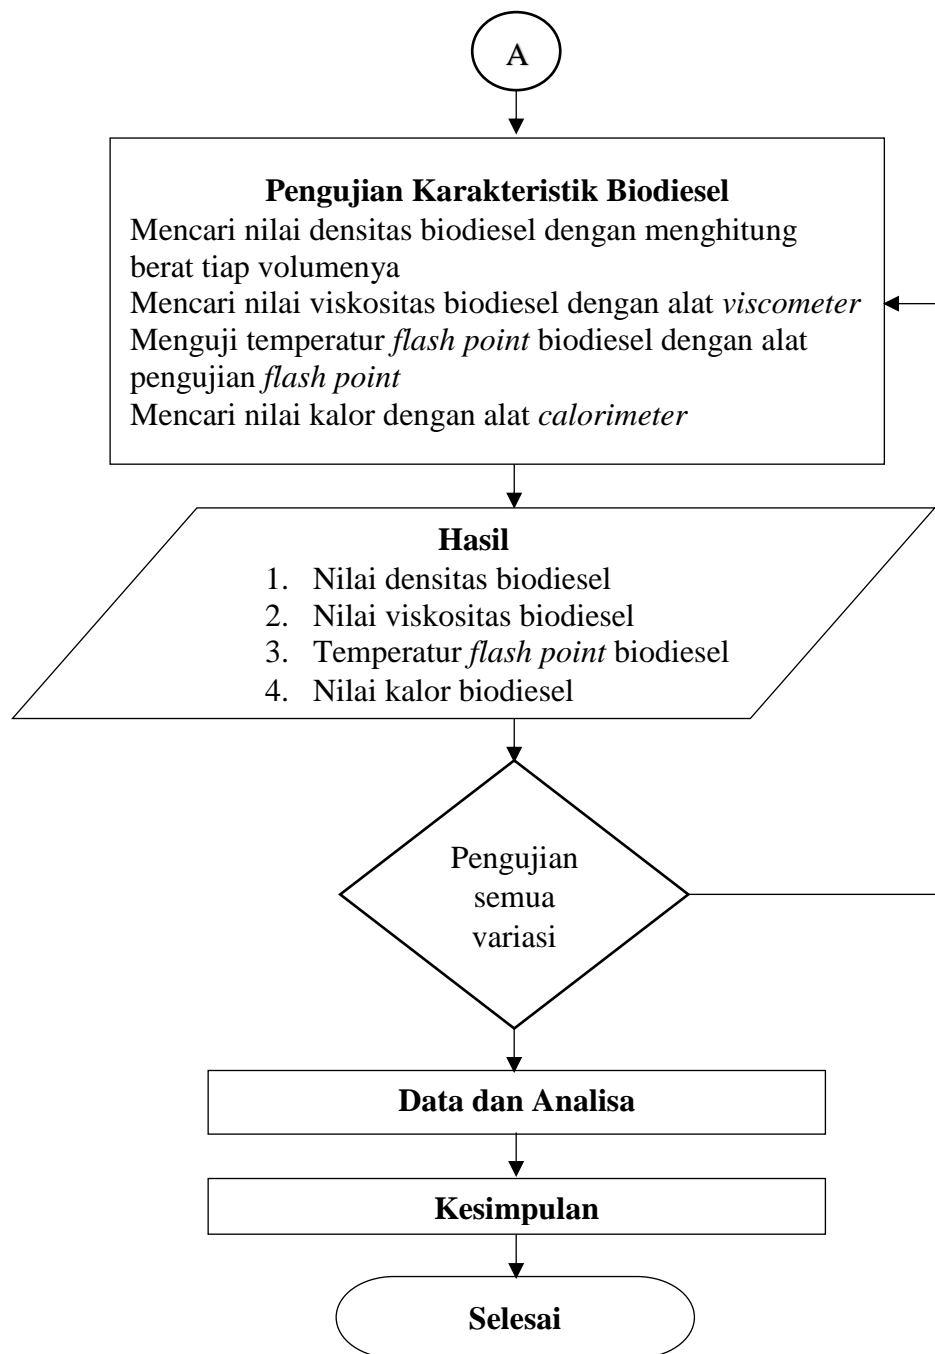 A
Pengujian Karakteristik Biodiesel
Mencari nilai densitas biodiesel dengan menghitung
berat tiap volumenya
Mencari nilai viskositas biodiesel dengan alat viscometer
Menguji temperatur flash point biodiesel dengan alat
pengujian flash point
Mencari nilai kalor dengan alat calorimeter
Hasil
1. Nilai densitas biodiesel
2. Nilai viskositas biodiesel
3. Temperatur flash point biodiesel
4. Nilai kalor biodiesel
Pengujian
semua
variasi
Data dan Analisa
Kesimpulan
Selesai